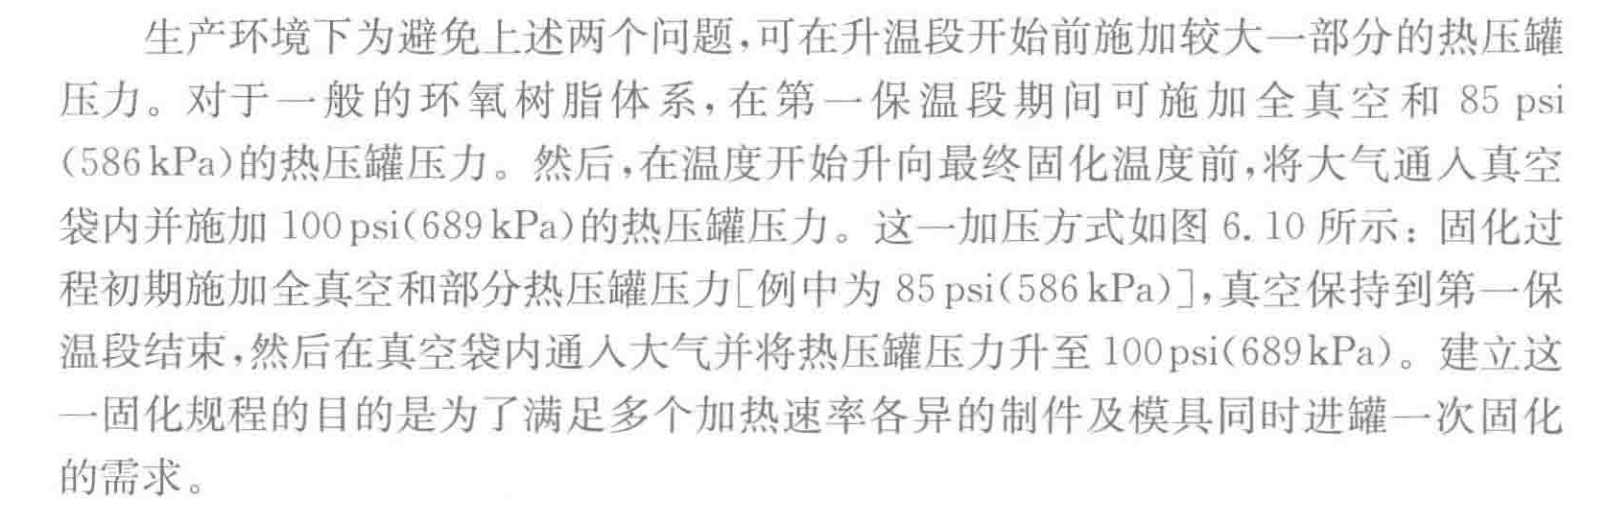 生产环境下为避免上述两个问题,可在升温段开始前施加较大一部分的热压罐
压力。对于一般的环氧树脂体系,在第一保温段期间可施加全真空和 85 psi
(586 kPa)的热压罐压力。然后,在温度开始升向最终固化温度前,将大气通入真空
袋内并施加 100 psi(689 kPa)的热压罐压力。这一加压方式如图 6.10 所示：固化过
程初期施加全真空和部分热压罐压力[例中为 85 psi(586 kPa)],真空保持到第一保
温段结束,然后在真空袋内通入大气并将热压罐压力升至 100 psi(689 kPa)。建立这
一固化规程的目的是为了满足多个加热速率各异的制件及模具同时进罐一次固化
的需求。